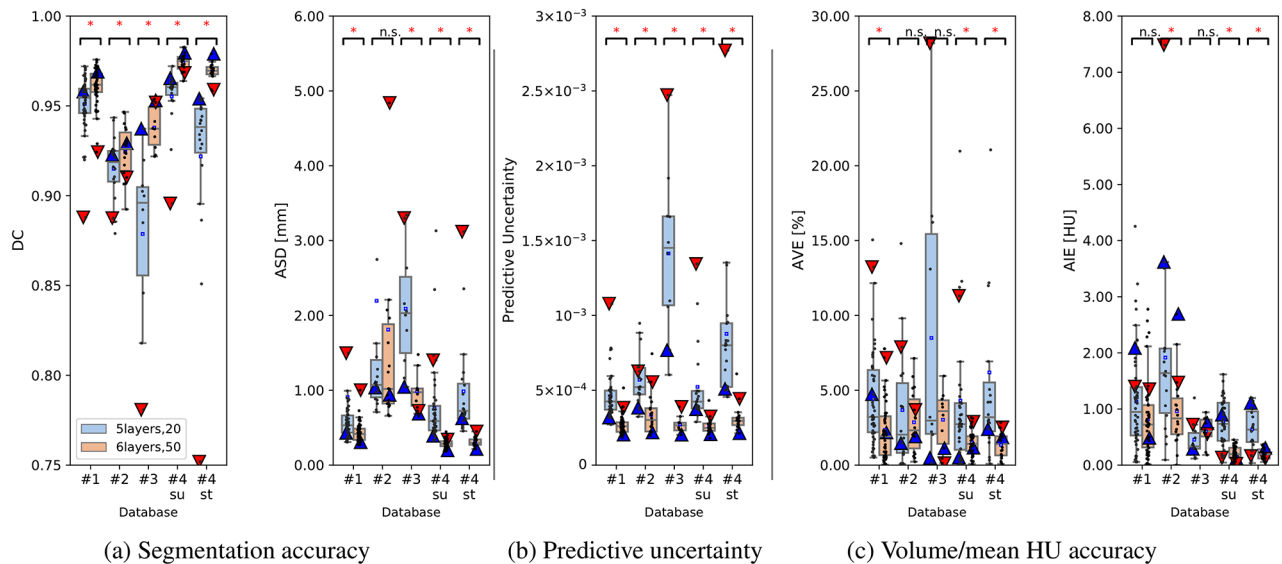 1.00
0.95
0.90
0.85
0.80
0.75
DC
* * * * *
5layers,20
6layers,50
#1 #2 #3 #4 #4
su st
Database
6.00
5.00
4.00
3.00
2.00
1.00
0.00
ASD [mm]
* n.s. * * *
#1 #2 #3 #4 #4
su st
Database
3×10⁻³
2.5×10⁻³
2×10⁻³
1.5×10⁻³
10⁻³
5×10⁻⁴
0
Predictive Uncertainty
* * * * *
#1 #2 #3 #4 #4
su st
Database
30.00
25.00
20.00
15.00
10.00
5.00
0.00
AVE [%]
* n.s. n.s. * *
#1 #2 #3 #4 #4
su st
Database
8.00
7.00
6.00
5.00
4.00
3.00
2.00
1.00
0.00
AIE [HU]
n.s. * n.s. * *
#1 #2 #3 #4 #4
su st
Database
(a) Segmentation accuracy
(b) Predictive uncertainty
(c) Volume/mean HU accuracy